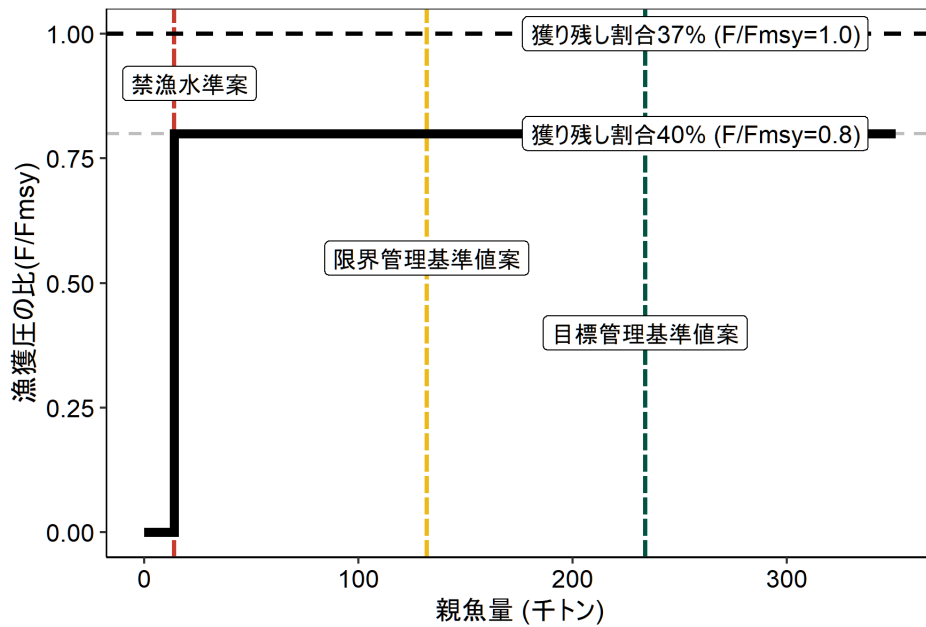 1.00
獲り残し割合37% (F/Fmsy=1.0)
禁漁水準案
獲り残し割合40% (F/Fmsy=0.8)
0.75
限界管理基準値案
0.50
目標管理基準値案
0.25
0.00
漁獲圧の比(F/Fmsy)
0
100
200
300
親魚量 (千トン)